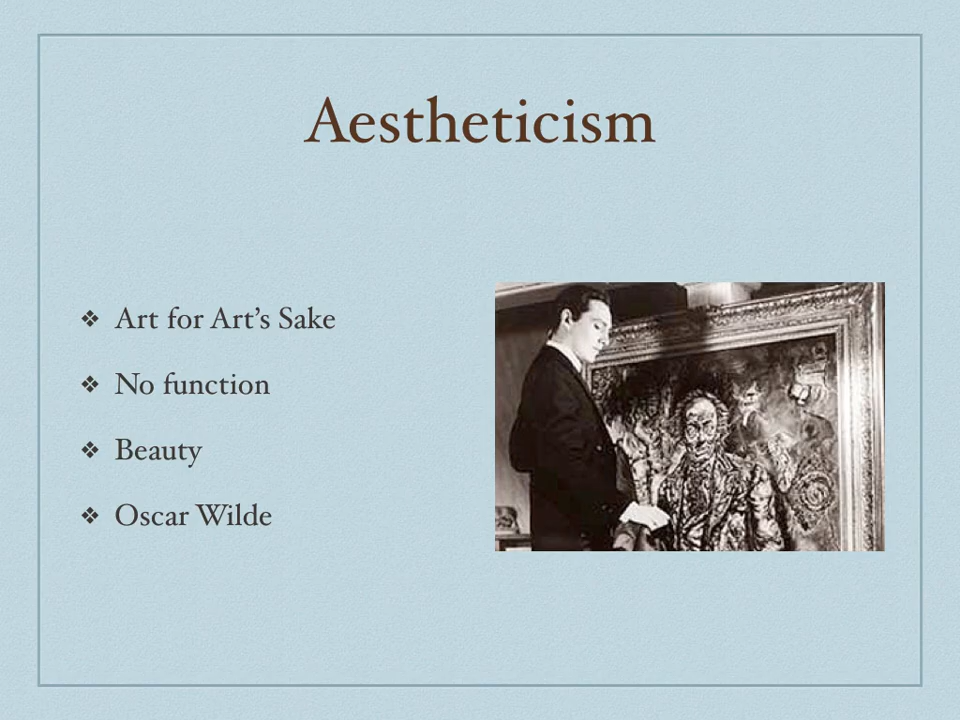 Aestheticism
❖ Art for Art’s Sake
❖ No function
❖ Beauty
❖ Oscar Wilde